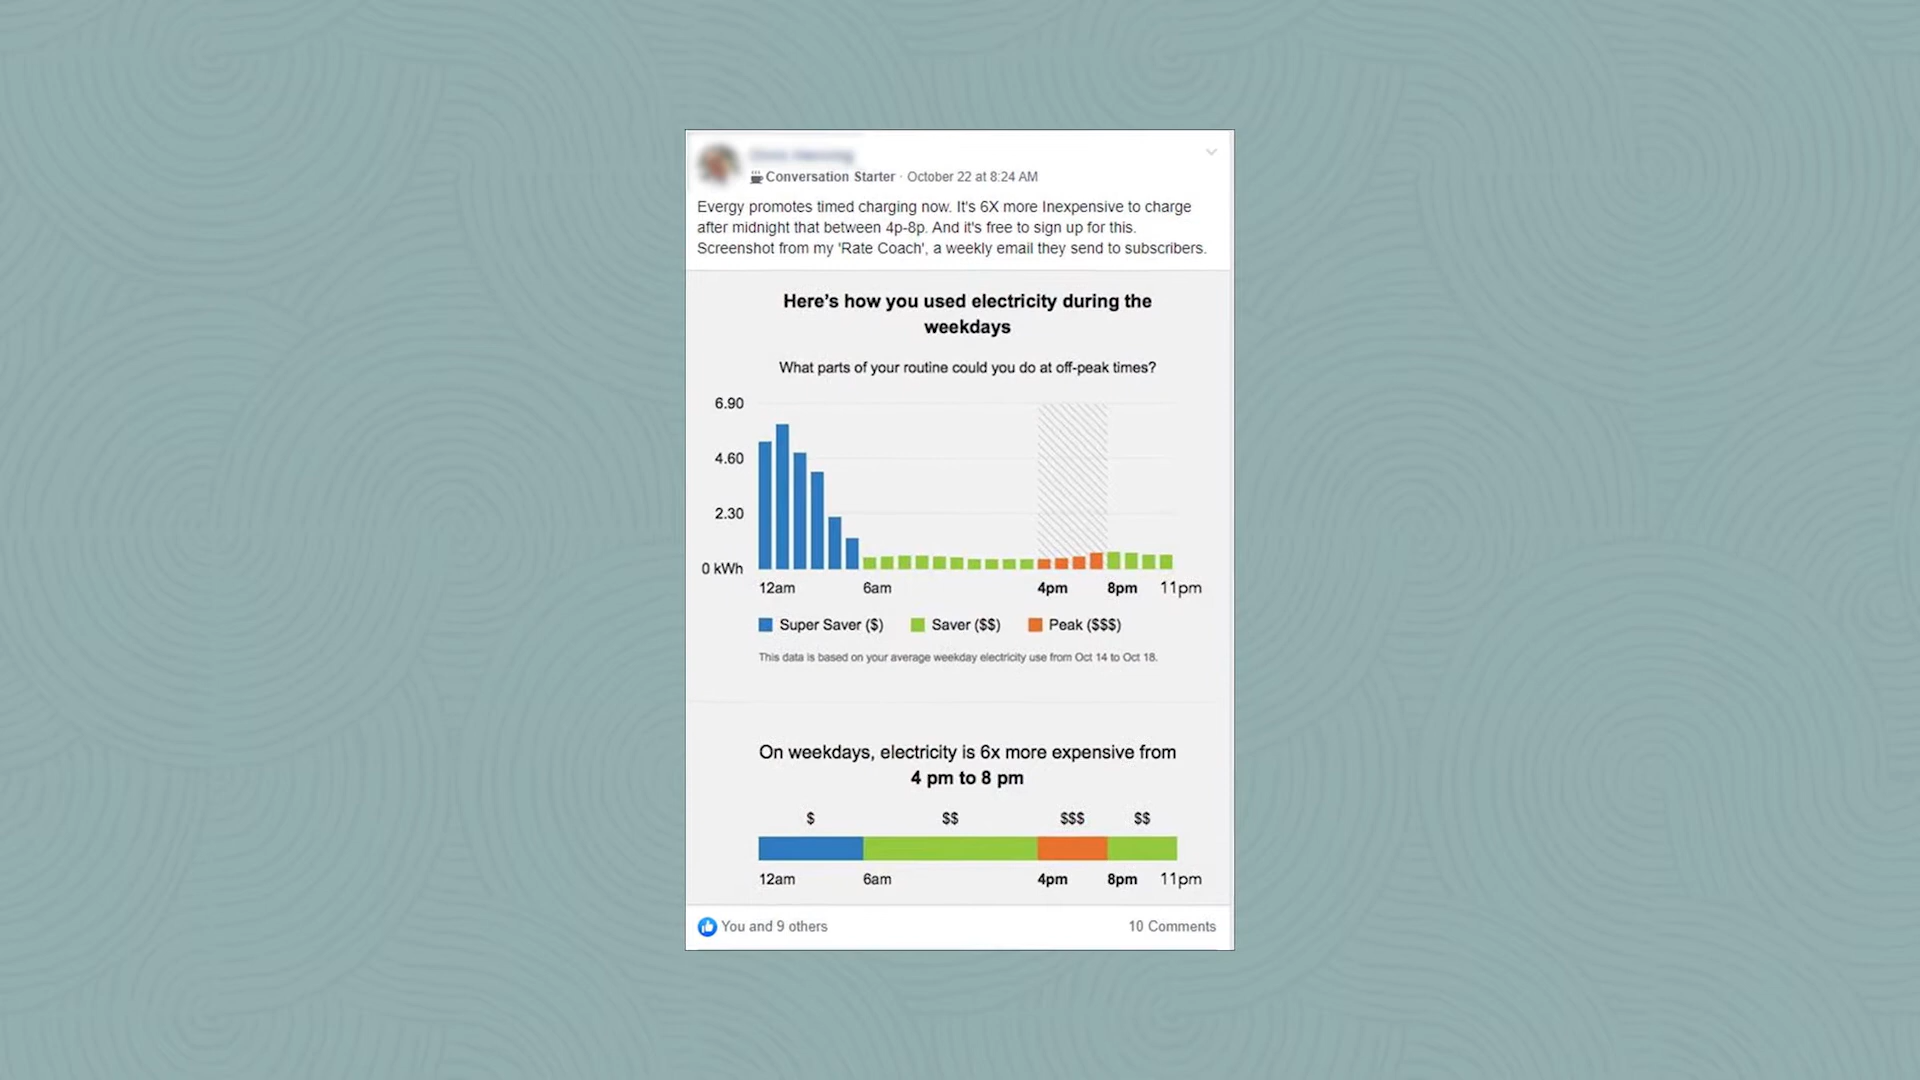 Conversation Starter · October 22 at 8:24 AM
Evergy promotes timed charging now. It's 6X more Inexpensive to charge
after midnight that between 4p-8p. And it's free to sign up for this.
Screenshot from my 'Rate Coach', a weekly email they send to subscribers.
Here's how you used electricity during the
weekdays
What parts of your routine could you do at off-peak times?
6.90
4.60
2.30
0 kWh
12am 6am 4pm 8pm 11pm
Super Saver ($) Saver ($$) Peak ($$$)
This data is based on your average weekday electricity use from Oct 14 to Oct 18.
On weekdays, electricity is 6x more expensive from
4 pm to 8 pm
$ $$ $$$ $$
12am 6am 4pm 8pm 11pm
You and 9 others 10 Comments